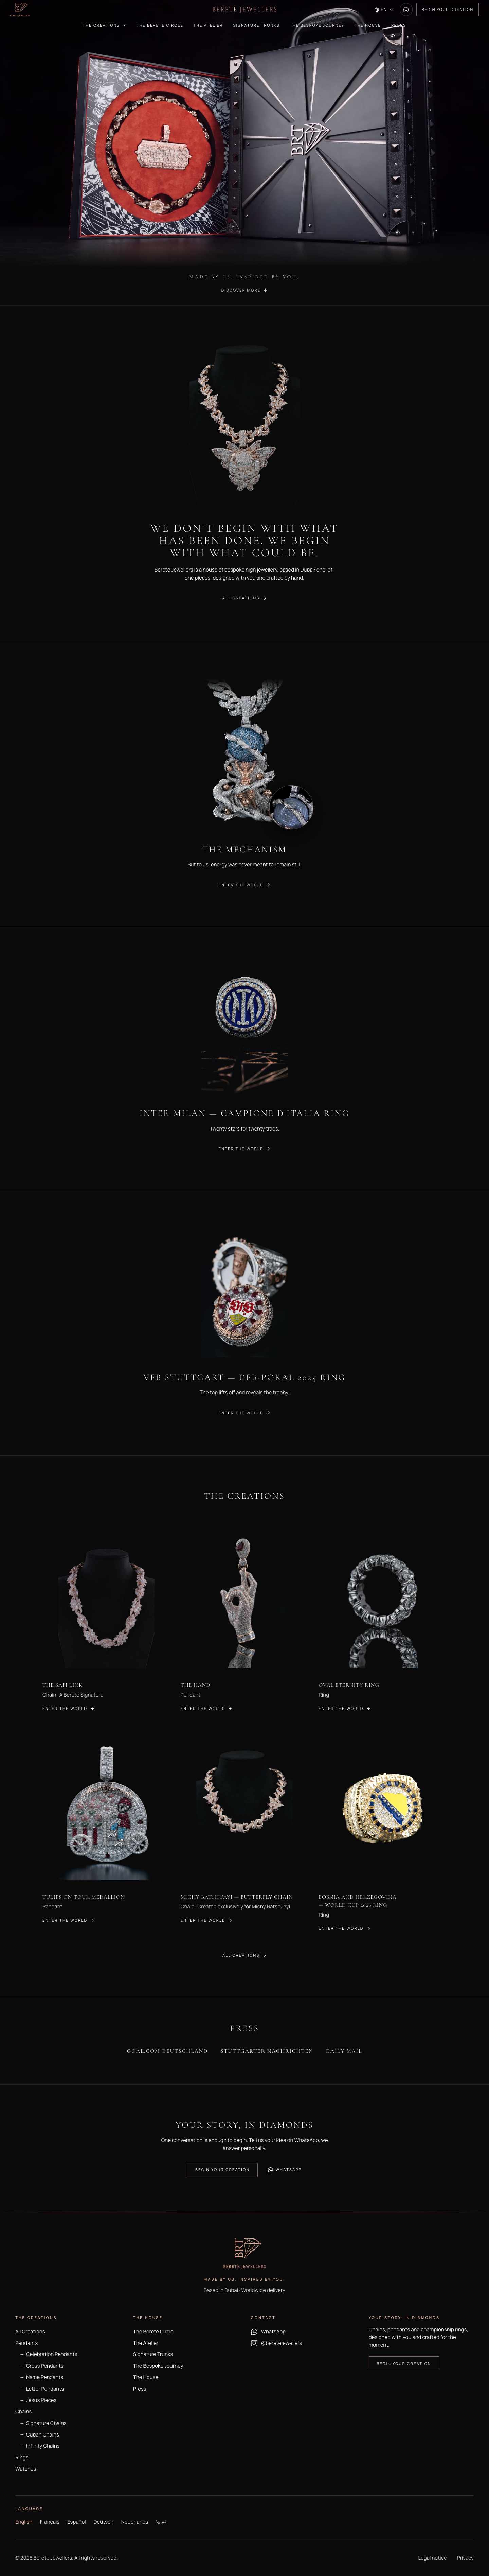 BERETE JEWELLERS
EN
BEGIN YOUR CREATION
THE CREATIONS
THE BERETE CIRCLE
THE ATELIER
SIGNATURE TRUNKS
THE BESPOKE JOURNEY
THE HOUSE
PRESS
BRT
MADE BY US. INSPIRED BY YOU.
DISCOVER MORE
WE DON'T BEGIN WITH WHAT
HAS BEEN DONE. WE BEGIN
WITH WHAT COULD BE.
Berete Jewellers is a house of bespoke high jewellery, based in Dubai: one-of-
one pieces, designed with you and crafted by hand.
ALL CREATIONS
THE MECHANISM
But to us, energy was never meant to remain still.
ENTER THE WORLD
INTER MILAN — CAMPIONE D'ITALIA RING
Twenty stars for twenty titles.
ENTER THE WORLD
VFB STUTTGART — DFB-POKAL 2025 RING
The top lifts off and reveals the trophy.
ENTER THE WORLD
THE CREATIONS
THE SAFI LINK
Chain · A Berete Signature
ENTER THE WORLD
THE HAND
Pendant
ENTER THE WORLD
OVAL ETERNITY RING
Ring
ENTER THE WORLD
TULIPS ON TOUR MEDALLION
Pendant
ENTER THE WORLD
MICHY BATSHUAYI — BUTTERFLY CHAIN
Chain · Created exclusively for Michy Batshuayi
ENTER THE WORLD
BOSNIA AND HERZEGOVINA
— WORLD CUP 2026 RING
Ring
ENTER THE WORLD
ALL CREATIONS
PRESS
GOAL.COM DEUTSCHLAND
STUTTGARTER NACHRICHTEN
DAILY MAIL
YOUR STORY, IN DIAMONDS
One conversation is enough to begin. Tell us your idea on WhatsApp, we
answer personally.
BEGIN YOUR CREATION
WHATSAPP
BRT
BERETE JEWELLERS
MADE BY US. INSPIRED BY YOU.
Based in Dubai · Worldwide delivery
THE CREATIONS
All Creations
Pendants
— Celebration Pendants
— Cross Pendants
— Name Pendants
— Letter Pendants
— Jesus Pieces
Chains
— Signature Chains
— Cuban Chains
— Infinity Chains
Rings
Watches
THE HOUSE
The Berete Circle
The Atelier
Signature Trunks
The Bespoke Journey
The House
Press
CONTACT
WhatsApp
@beretejewellers
YOUR STORY, IN DIAMONDS
Chains, pendants and championship rings,
designed with you and crafted for the
moment.
BEGIN YOUR CREATION
LANGUAGE
English
Français
Español
Deutsch
Nederlands
العربية
© 2026 Berete Jewellers. All rights reserved.
Legal notice
Privacy